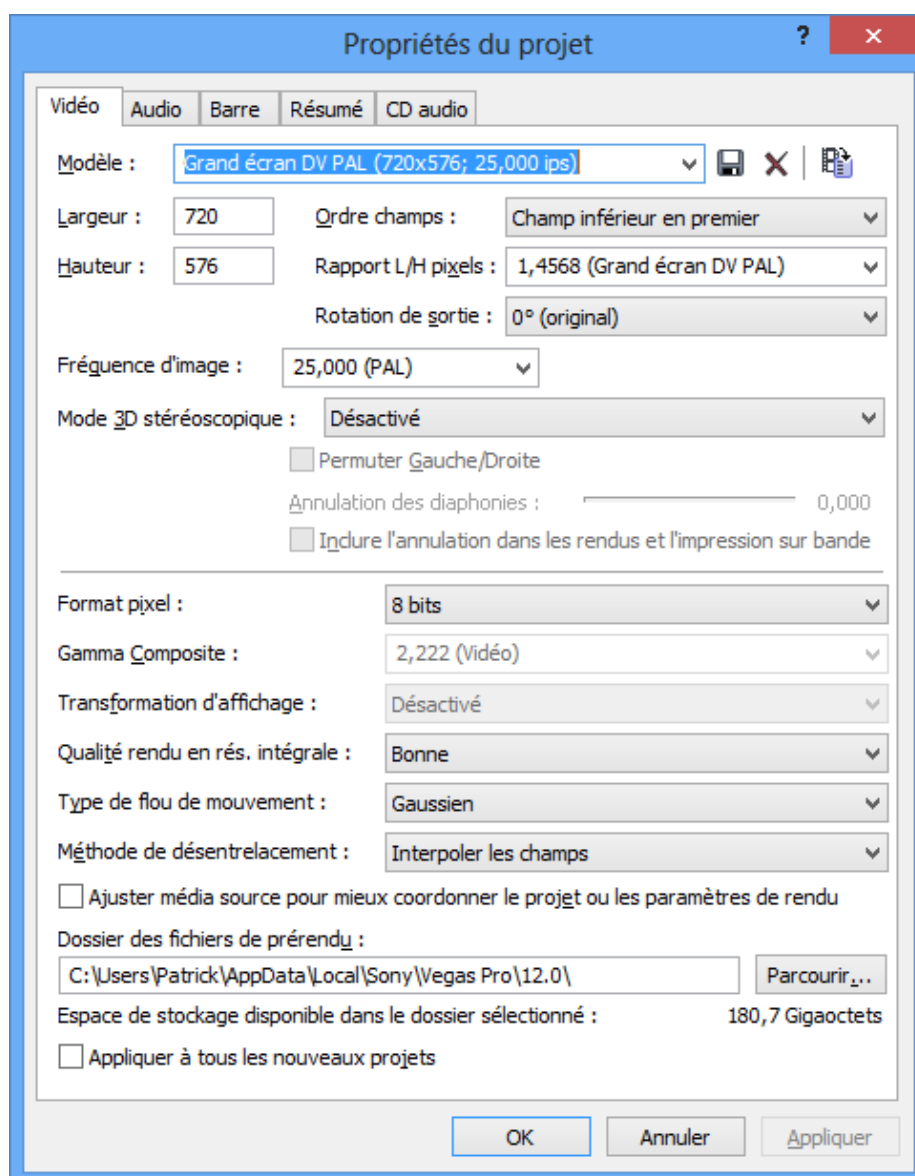 Propriétés du projet
?
Vidéo Audio Barre Résumé CD audio
Modèle : Grand écran DV PAL (720x576; 25,000 ips)
Largeur : 720 Ordre champs : Champ inférieur en premier
Hauteur : 576 Rapport L/H pixels : 1,4568 (Grand écran DV PAL)
Rotation de sortie : 0° (original)
Fréquence d'image : 25,000 (PAL)
Mode 3D stéréoscopique : Désactivé
Permuter Gauche/Droite
Annulation des diaphonies : 0,000
Inclure l'annulation dans les rendus et l'impression sur bande
Format pixel : 8 bits
Gamma Composite : 2,222 (Vidéo)
Transformation d'affichage : Désactivé
Qualité rendu en rés. intégrale : Bonne
Type de flou de mouvement : Gaussien
Méthode de désentrelacement : Interpoler les champs
Ajuster média source pour mieux coordonner le projet ou les paramètres de rendu
Dossier des fichiers de prérendu :
C:\Users\Patrick\AppData\Local\Sony\Vegas Pro\12.0\ Parcourir...
Espace de stockage disponible dans le dossier sélectionné : 180,7 Gigaoctets
Appliquer à tous les nouveaux projets
OK Annuler Appliquer